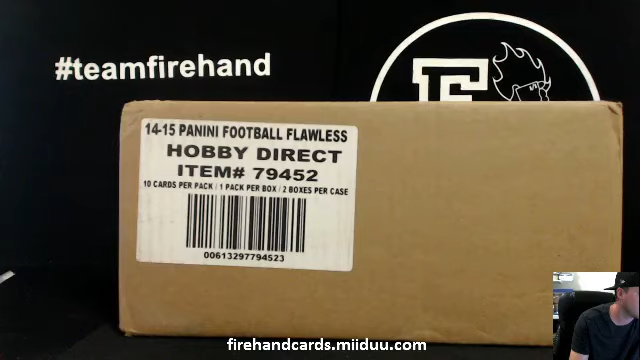 #teamfirehand
F
14-15 PANINI FOOTBALL FLAWLESS
HOBBY DIRECT
ITEM# 79452
10 CARDS PER PACK / 1 PACK PER BOX / 2 BOXES PER CASE
00613297794523
firehandcards.miiduu.com